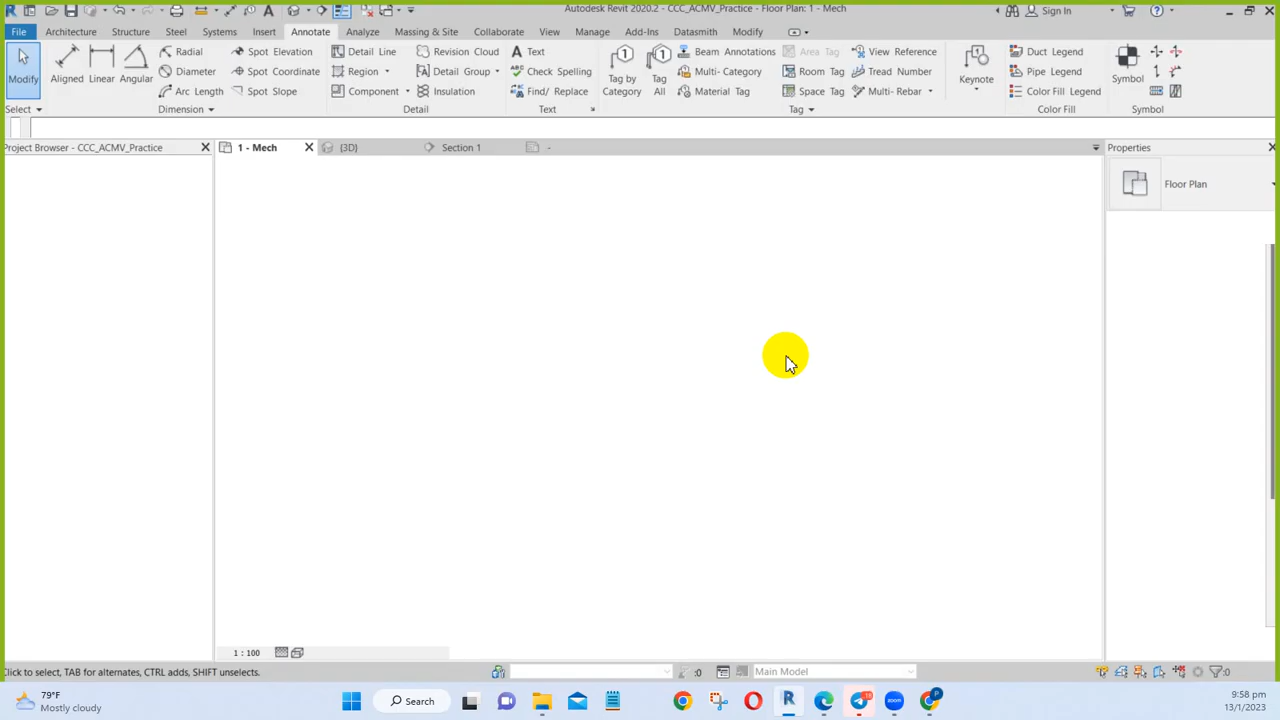 Autodesk Revit 2020.2 - CCC_ACMV_Practice - Floor Plan: 1 - Mech
Sign In
File Architecture Structure Steel Systems Insert Annotate Analyze Massing & Site Collaborate View Manage Add-Ins Datasmith Modify
Radial Spot Elevation Detail Line Revision Cloud Text Beam Annotations Area Tag View Reference Duct Legend
Modify Aligned Linear Angular Diameter Spot Coordinate Region Detail Group Check Spelling Tag by Category Tag All Multi- Category Room Tag Tread Number Keynote Pipe Legend Symbol
Arc Length Spot Slope Component Insulation Find/ Replace Material Tag Space Tag Multi- Rebar Color Fill Legend
Select Dimension Detail Text Tag Color Fill Symbol
Project Browser - CCC_ACMV_Practice 1 - Mech {3D} Section 1 - Properties
Floor Plan
1 : 100
Click to select, TAB for alternates, CTRL adds, SHIFT unselects. :0 Main Model :0
79°F
Mostly cloudy
Search
zoom
9:58 pm
13/1/2023